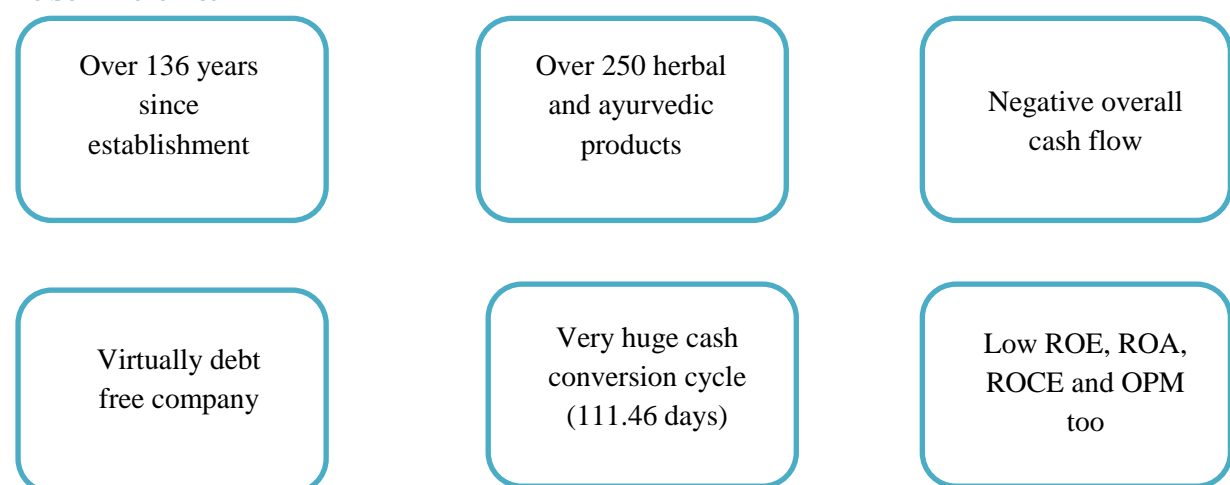 Over 136 years
since
establishment
Over 250 herbal
and ayurvedic
products
Negative overall
cash flow
Virtually debt
free company
Very huge cash
conversion cycle
(111.46 days)
Low ROE, ROA,
ROCE and OPM
too